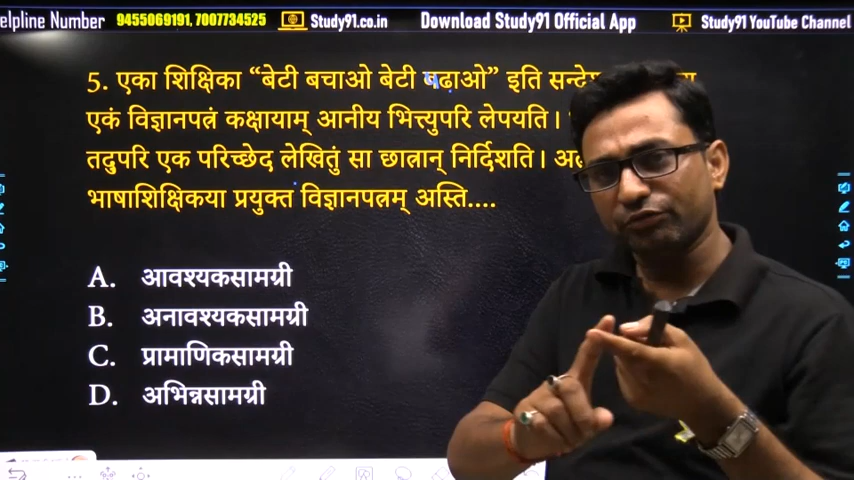 elpline Number 9455069191, 7007734525 Study91.co.in Download Study91 Official App Study91 YouTube Channel
5. एका शिक्षिका “बेटी बचाओ बेटी पढाओ” इति
एकं विज्ञानपत्रं कक्षायाम् आनीय भित्त्युपरि लेपयति।
तदुपरि एक परिच्छेद लेखितुं सा छात्रान् निर्दिशति।
भाषाशिक्षिकया प्रयुक्त विज्ञानपत्रम् अस्ति....
A. आवश्यकसामग्री
B. अनावश्यकसामग्री
C. प्रामाणिकसामग्री
D. अभिन्नसामग्री